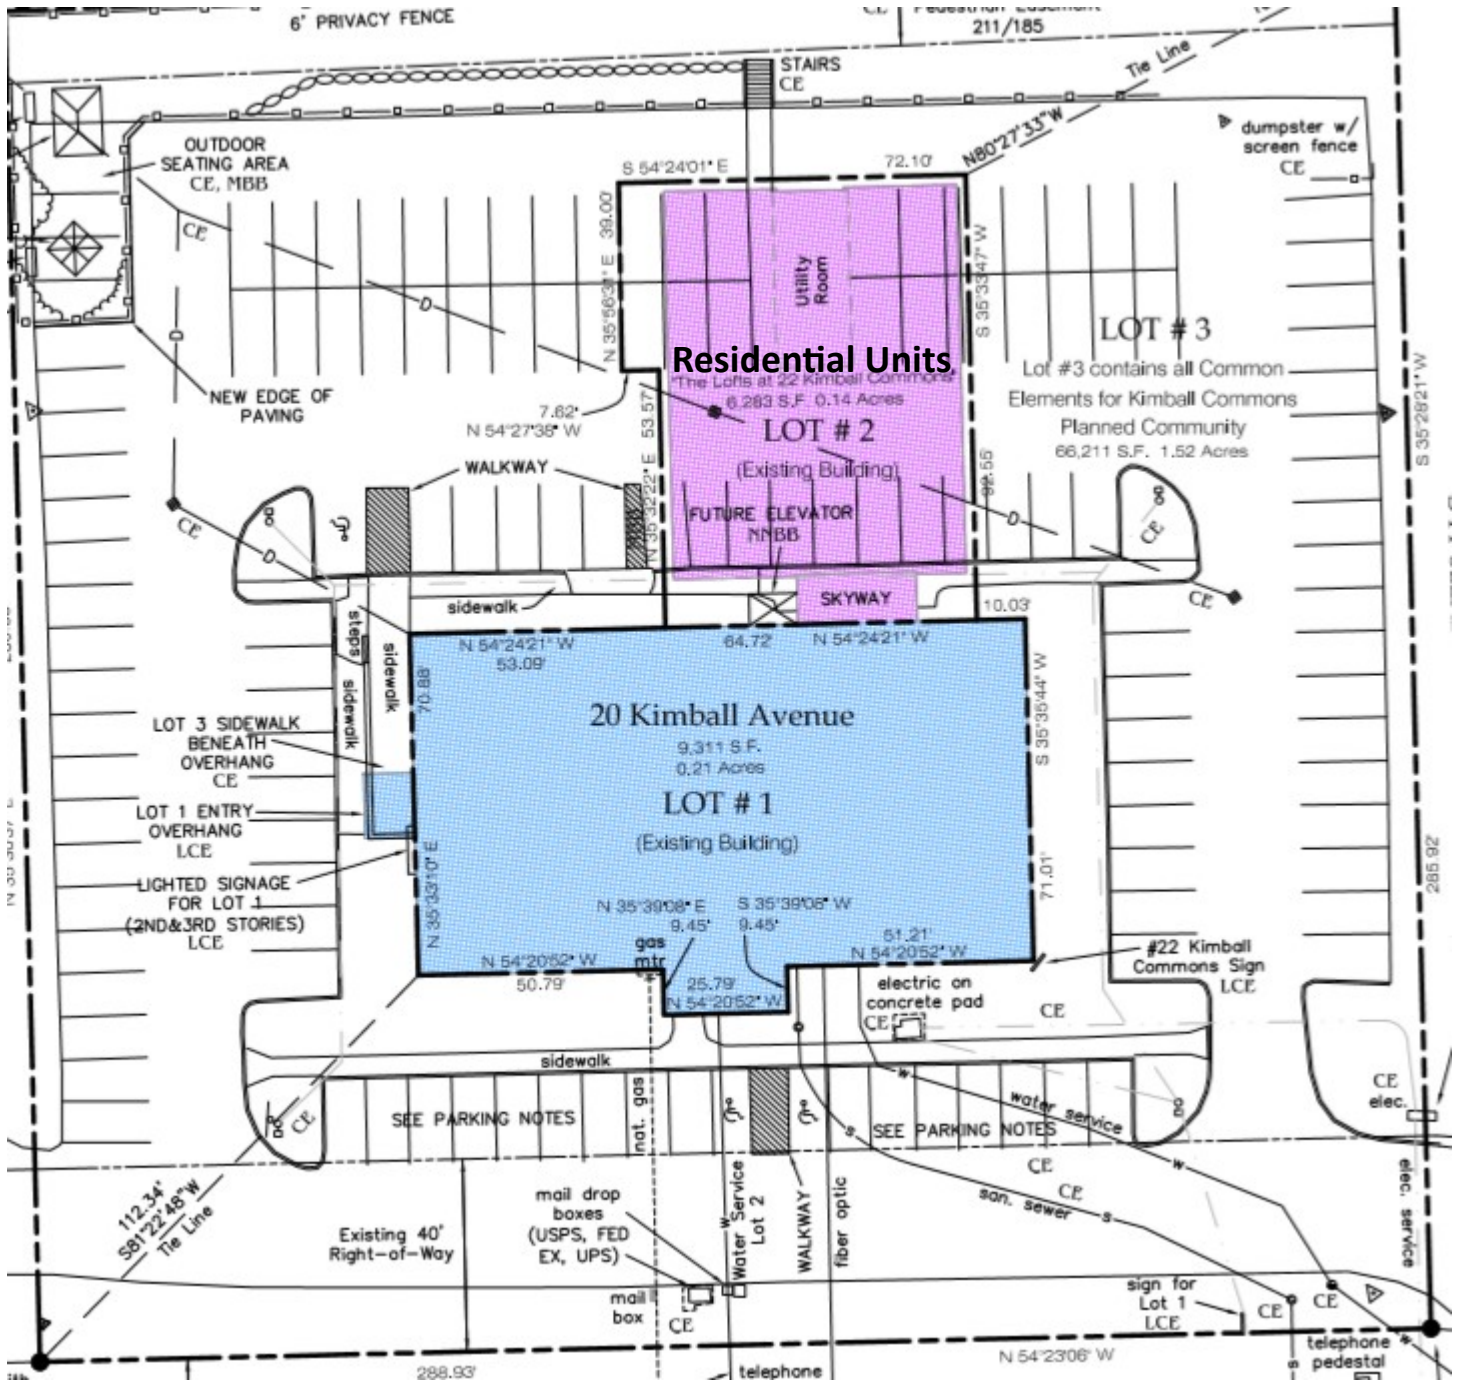 6' PRIVACY FENCE
CE
Pedestrian Easement
211/185
STAIRS
CE
Tie Line
N80°27'33"W
dumpster w/
screen fence
CE
OUTDOOR
SEATING AREA
CE, MBB
CE
S 54°24'01" E
72.10'
N 35°56'31" E 39.00'
S 35°33'47" W
Utility
Room
D
D
LOT # 3
Lot #3 contains all Common
Elements for Kimball Commons
Planned Community
66,211 S.F. 1.52 Acres
Residential Units
"The Lofts at 22 Kimball Commons"
6,283 S.F 0.14 Acres
LOT # 2
(Existing Building)
S 35°28'21" W
NEW EDGE OF
PAVING
7.62'
N 54°27'38" W
N 35°32'22" E 53.57'
92.55'
WALKWAY
FUTURE ELEVATOR
NNBB
D
CE
D
CE
CE
SKYWAY
sidewalk
10.03'
steps
sidewalk
sidewalk
N 54°24'21" W
53.09'
64.72'
N 54°24'21" W
70.88'
S 35°35'44" W
20 Kimball Avenue
9,311 S.F.
0.21 Acres
LOT # 1
(Existing Building)
LOT 3 SIDEWALK
BENEATH
OVERHANG
CE
LOT 1 ENTRY
OVERHANG
LCE
LIGHTED SIGNAGE
FOR LOT 1
(2ND&3RD STORIES)
LCE
N 35°33'10" E
71.01'
285.92'
N 35°39'08" E
9.45'
S 35°39'08" W
9.45'
gas
mtr
N 54°20'52" W
50.79'
25.79'
N 54°20'52" W
51.21'
N 54°20'52" W
#22 Kimball
Commons Sign
LCE
electric on
concrete pad
CE
CE
sidewalk
CE
elec.
CE
SEE PARKING NOTES
nat. gas
SEE PARKING NOTES
w
water service
s
w
CE
CE
san. sewer
s
112.34'
S81°22'48"W
Tie Line
Existing 40'
Right-of-Way
mail drop
boxes
(USPS, FED
EX, UPS)
w
Water Service
Lot 2
WALKWAY
fiber optic
elec. service
mail
box
CE
sign for
Lot 1
LCE
CE
CE
w
s
288.93'
telephone
N 54°23'06" W
telephone
pedestal